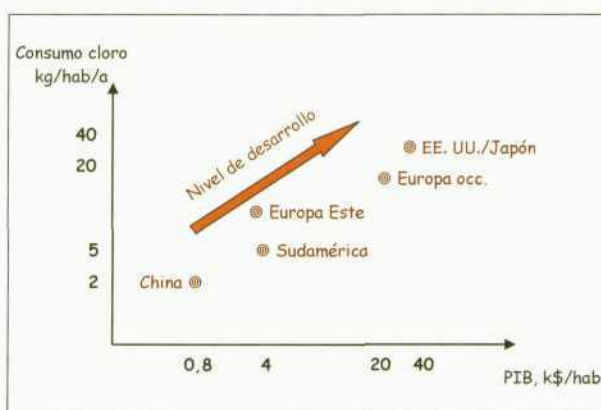 Consumo cloro
kg/hab/a
40
20
5
2
Nivel de desarrollo
EE. UU./Japón
Europa occ.
Europa Este
Sudamérica
China
0,8 4 20 40
PIB, k$/hab